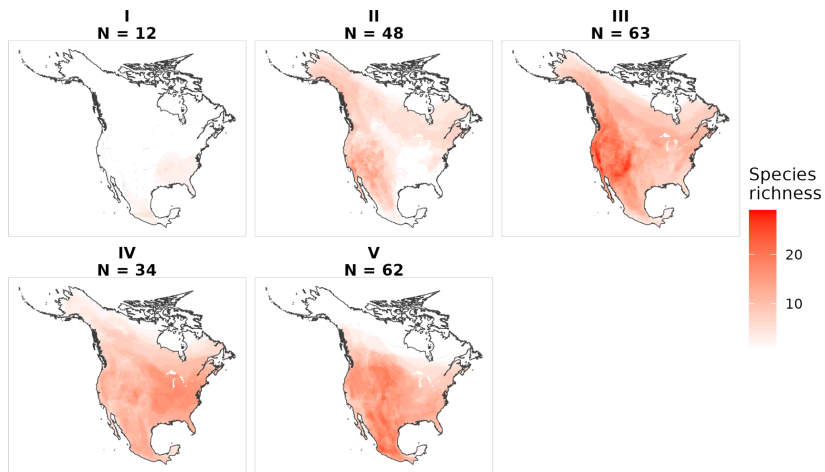 I
N = 12
II
N = 48
III
N = 63
IV
N = 34
V
N = 62
Species
richness
20
10